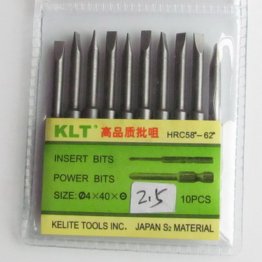 KLT® 高品质批咀 HRC58°-62°
INSERT BITS
POWER BITS
SIZE: Ø4×40×⊖ 2.5 10PCS
KELITE TOOLS INC. JAPAN S2 MATERIAL